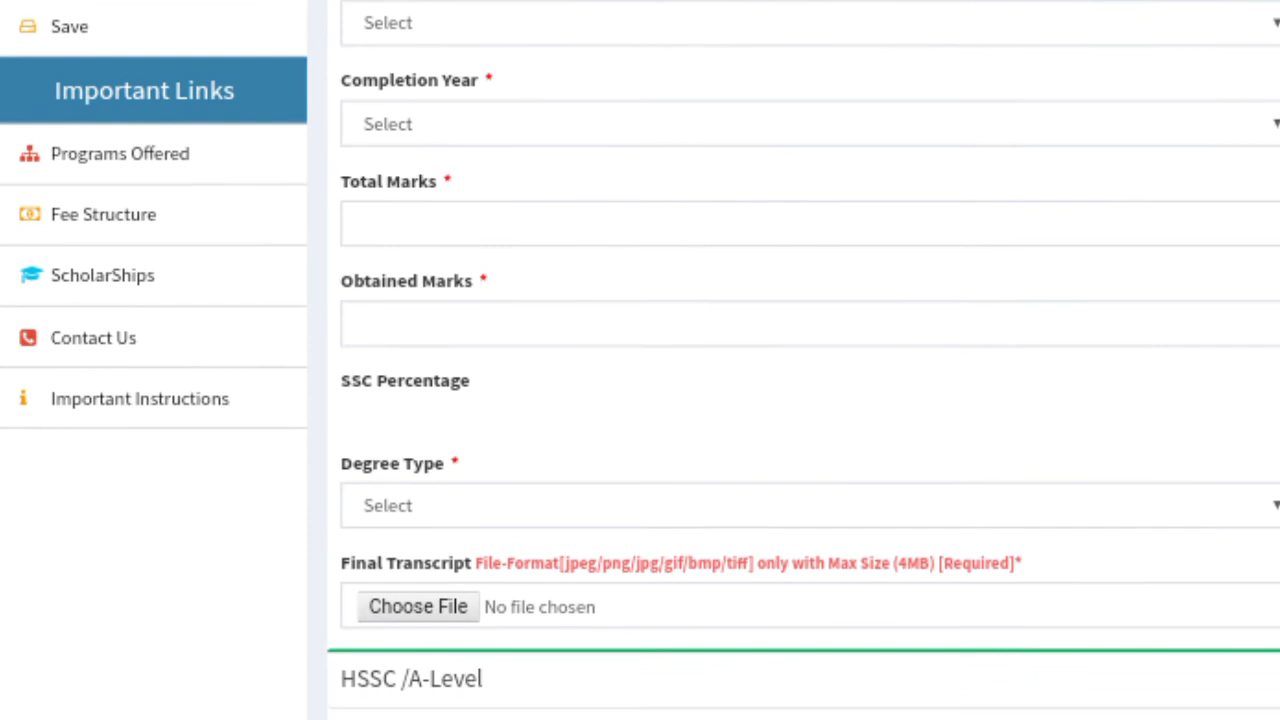 Save
Important Links
Programs Offered
Fee Structure
ScholarShips
Contact Us
Important Instructions
Select
Completion Year *
Select
Total Marks *
Obtained Marks *
SSC Percentage
Degree Type *
Select
Final Transcript File-Format[jpeg/png/jpg/gif/bmp/tiff] only with Max Size (4MB) [Required]*
Choose File No file chosen
HSSC /A-Level